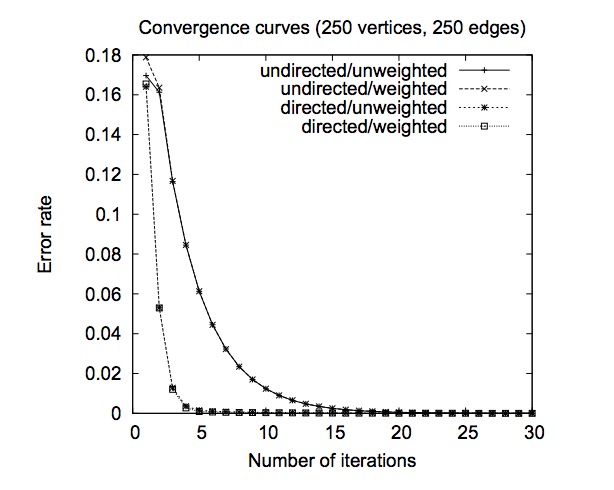 Convergence curves (250 vertices, 250 edges)
0.18
undirected/unweighted
undirected/weighted
directed/unweighted
directed/weighted
0.16
0.14
0.12
0.1
0.08
0.06
0.04
0.02
0
Error rate
0 5 10 15 20 25 30
Number of iterations